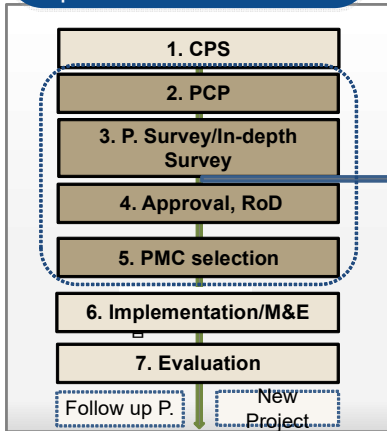 1. CPS
2. PCP
3. P. Survey/In-depth
Survey
4. Approval, RoD
5. PMC selection
6. Implementation/M&E
7. Evaluation
Follow up P.
New
Project